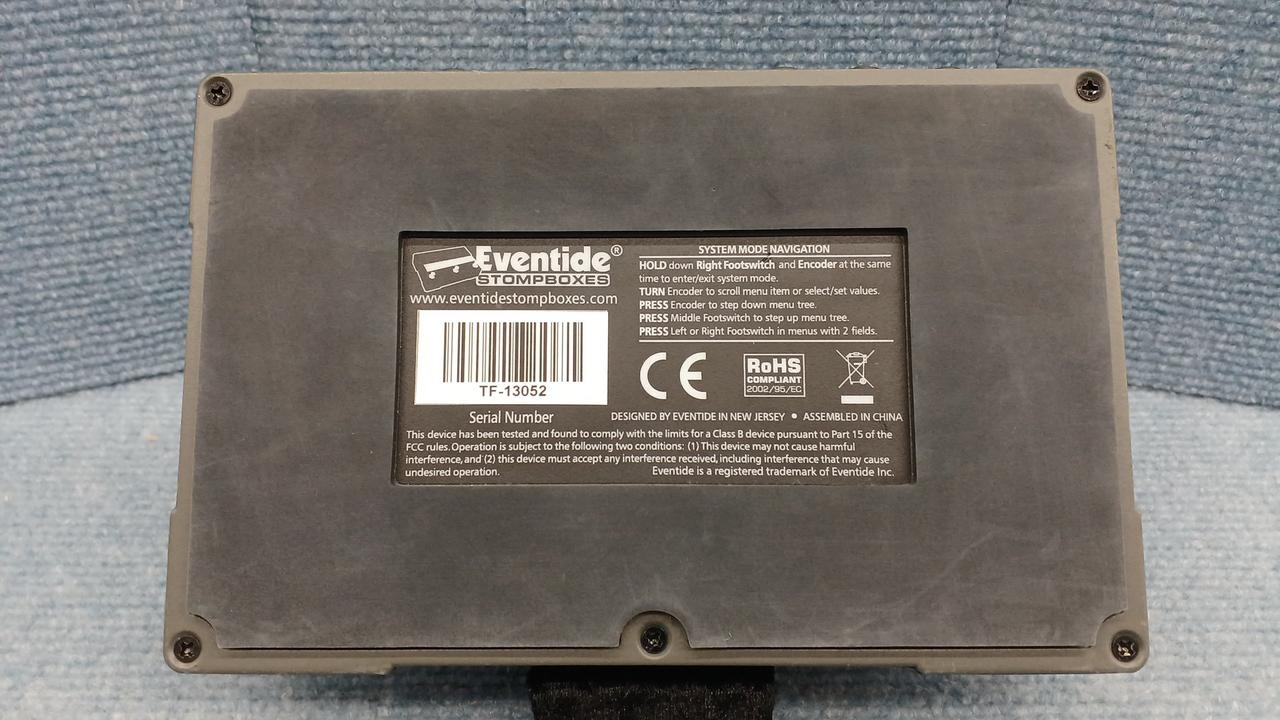 Eventide®
STOMPBOXES
www.eventidestompboxes.com
TF-13052
Serial Number
SYSTEM MODE NAVIGATION
HOLD down Right Footswitch and Encoder at the same
time to enter/exit system mode.
TURN Encoder to scroll menu item or select/set values.
PRESS Encoder to step down menu tree.
PRESS Middle Footswitch to step up menu tree.
PRESS Left or Right Footswitch in menus with 2 fields.
CE
RoHS
COMPLIANT
2002/95/EC
DESIGNED BY EVENTIDE IN NEW JERSEY • ASSEMBLED IN CHINA
This device has been tested and found to comply with the limits for a Class B device pursuant to Part 15 of the
FCC rules. Operation is subject to the following two conditions: (1) This device may not cause harmful
interference, and (2) this device must accept any interference received, including interference that may cause
undesired operation.
Eventide is a registered trademark of Eventide Inc.